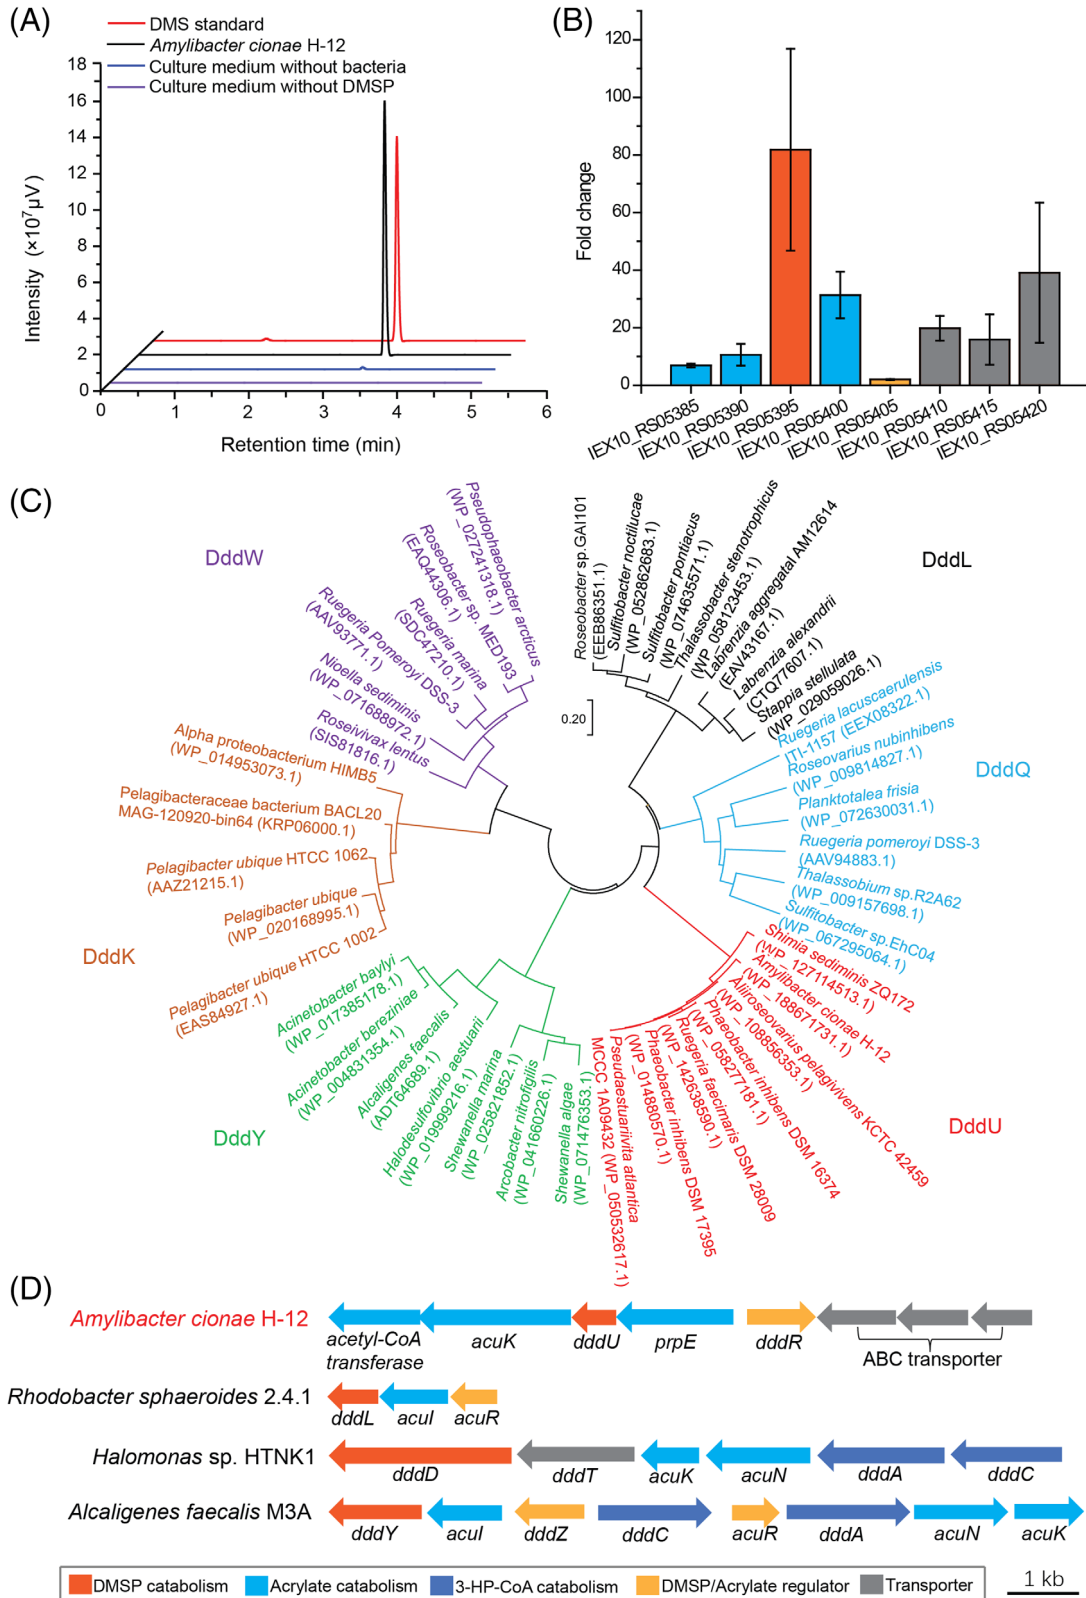 (A)
DMS standard
Amylibacter cionae H-12
Culture medium without bacteria
Culture medium without DMSP
18
16
14
12
10
8
6
4
2
0
Intensity (×10⁷μV)
0 1 2 3 4 5 6
Retention time (min)
(B)
120
100
80
60
40
20
0
Fold change
IEX10_RS05385
IEX10_RS05390
IEX10_RS05395
IEX10_RS05400
IEX10_RS05405
IEX10_RS05410
IEX10_RS05415
IEX10_RS05420
(C)
DddW
Pseudophaeobacter arcticus
(WP_027241318.1)
Roseobacter sp. MED193
(EAQ44306.1)
Ruegeria marina
(SDC47210.1)
Ruegeria Pomeroyi DSS-3
(AAV93771.1)
Nioella sediminis
(WP_071688972.1)
Roseivivax lentus
(SIS81816.1)
DddL
Roseobacter sp.GAI101
(EEB86351.1)
Sulfitobacter noctilucae
(WP_052862683.1)
Sulfitobacter pontiacus
(WP_074635571.1)
Thalassobacter stenotrophicus
(WP_058123453.1)
Labrenzia aggregatal AM12614
(EAV43167.1)
Labrenzia alexandrii
(CTQ77607.1)
Stappia stellulata
(WP_029059026.1)
0.20
DddQ
Ruegeria lacuscaerulensis
ITI-1157 (EEX08322.1)
Roseovarius nubinhibens
(WP_009814827.1)
Planktotalea frisia
(WP_072630031.1)
Ruegeria pomeroyi DSS-3
(AAV94883.1)
Thalassobium sp.R2A62
(WP_009157698.1)
Sulfitobacter sp.EhC04
(WP_067295064.1)
DddU
Shimia sediminis ZQ172
(WP_127114513.1)
Amylibacter cionae H-12
(WP_188671731.1)
Aliiroseovarius pelagivivens KCTC 42459
(WP_108856353.1)
Phaeobacter inhibens DSM 16374
(WP_058277181.1)
Ruegeria faecimaris DSM 28009
(WP_142638590.1)
Phaeobacter inhibens DSM 17395
(WP_014880570.1)
Pseudaestuariivita atlantica
MCCC 1A09432 (WP_050532617.1)
DddK
Alpha proteobacterium HIMB5
(WP_014953073.1)
Pelagibacteraceae bacterium BACL20
MAG-120920-bin64 (KRP06000.1)
Pelagibacter ubique HTCC 1062
(AAZ21215.1)
Pelagibacter ubique
(WP_020168995.1)
Pelagibacter ubique HTCC 1002
(EAS84927.1)
DddY
Acinetobacter baylyi
(WP_017385178.1)
Acinetobacter bereziniae
(WP_004831354.1)
Alcaligenes faecalis
(ADT64689.1)
Halodesulfovibrio aestuarii
(WP_019999216.1)
Shewanella marina
(WP_025821852.1)
Arcobacter nitrofigilis
(WP_041660226.1)
Shewanella algae
(WP_071476353.1)
(D)
Amylibacter cionae H-12
acetyl-CoA
transferase
acuK
dddU
prpE
dddR
ABC transporter
Rhodobacter sphaeroides 2.4.1
dddL
acuI
acuR
Halomonas sp. HTNK1
dddD
dddT
acuK
acuN
dddA
dddC
Alcaligenes faecalis M3A
dddY
acuI
dddZ
dddC
acuR
dddA
acuN
acuK
DMSP catabolism
Acrylate catabolism
3-HP-CoA catabolism
DMSP/Acrylate regulator
Transporter
1 kb